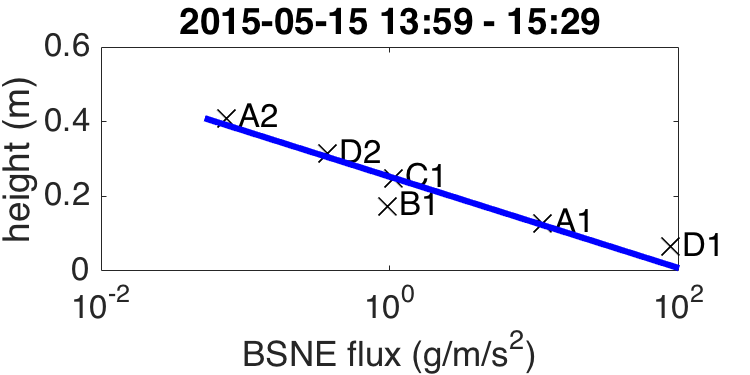 2015-05-15 13:59 - 15:29
0.6
0.4
0.2
0
height (m)
A2
D2
C1
B1
A1
D1
10^-2
10^0
10^2
BSNE flux (g/m/s^2)